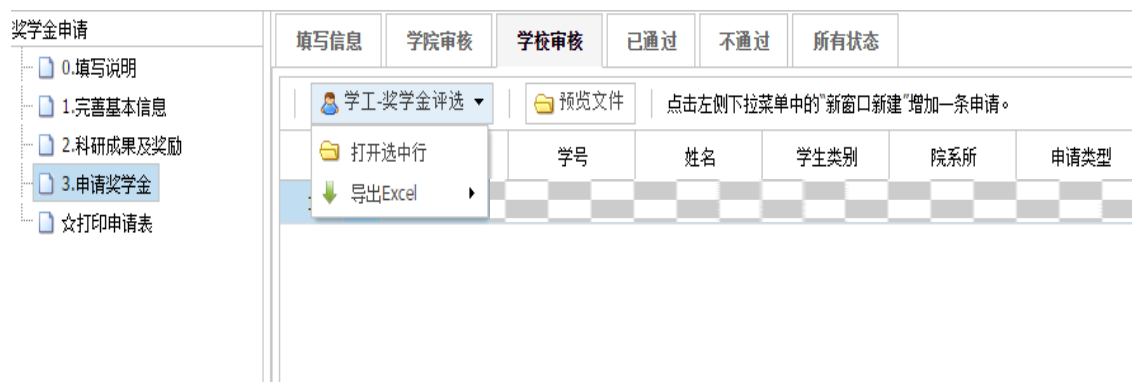 奖学金申请
0.填写说明
1.完善基本信息
2.科研成果及奖励
3.申请奖学金
☆打印申请表
填写信息 学院审核 学校审核 已通过 不通过 所有状态
学工-奖学金评选 预览文件 点击左侧下拉菜单中的"新窗口新建"增加一条申请。
打开选中行
导出Excel
学号 姓名 学生类别 院系所 申请类型